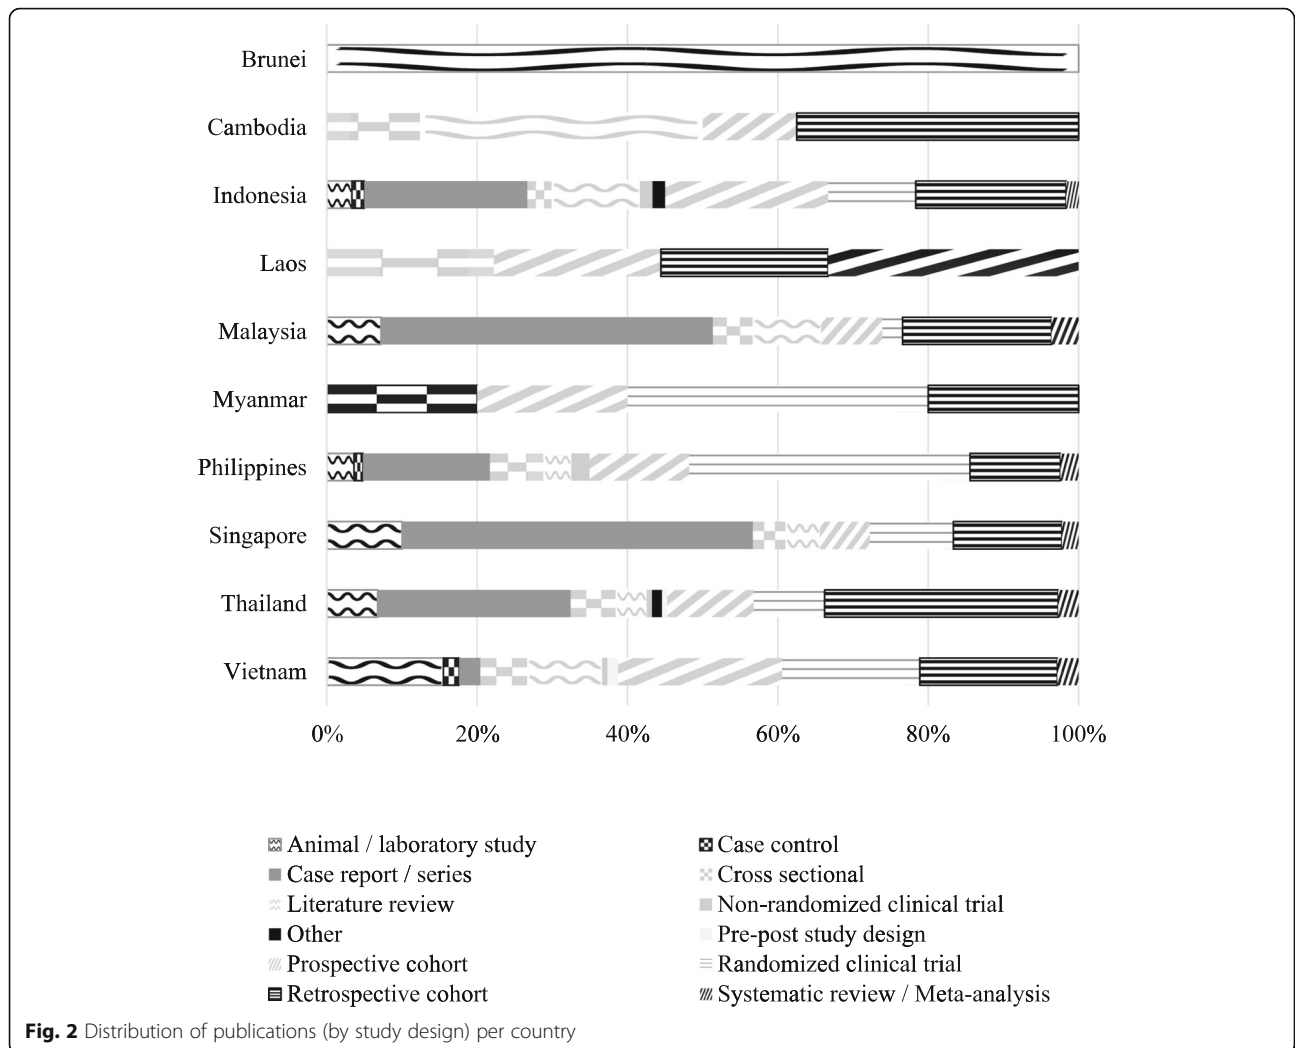 Brunei
Cambodia
Indonesia
Laos
Malaysia
Myanmar
Philippines
Singapore
Thailand
Vietnam
0% 20% 40% 60% 80% 100%
Animal / laboratory study Case control
Case report / series Cross sectional
Literature review Non-randomized clinical trial
Other Pre-post study design
Prospective cohort Randomized clinical trial
Retrospective cohort Systematic review / Meta-analysis
Fig. 2 Distribution of publications (by study design) per country